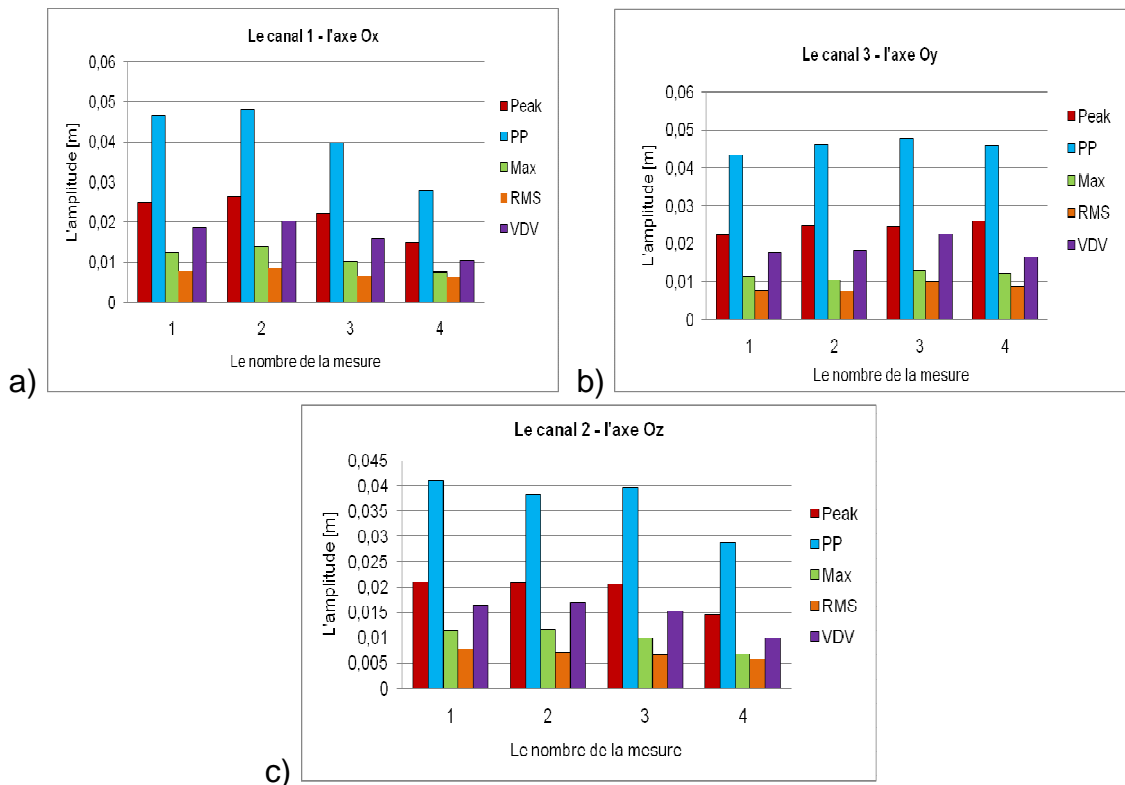 Le canal 1 - l'axe Ox
0,06
0,05
0,04
0,03
0,02
0,01
0
L'amplitude [m]
1 2 3 4
Le nombre de la mesure
Peak
PP
Max
RMS
VDV
a)
Le canal 3 - l'axe Oy
0,06
0,05
0,04
0,03
0,02
0,01
0
L'amplitude [m]
1 2 3 4
Le nombre de la mesure
Peak
PP
Max
RMS
VDV
b)
Le canal 2 - l'axe Oz
0,045
0,04
0,035
0,03
0,025
0,02
0,015
0,01
0,005
0
L'amplitude [m]
1 2 3 4
Le nombre de la mesure
Peak
PP
Max
RMS
VDV
c)